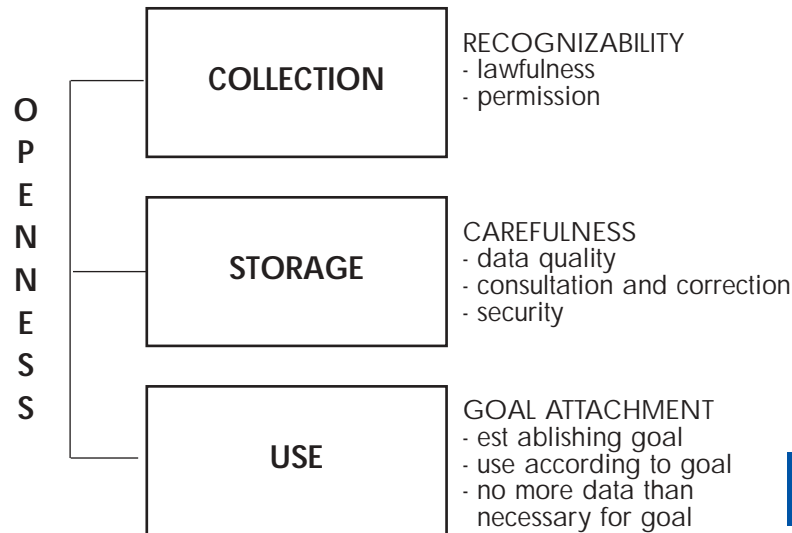 OPENNESS
COLLECTION
RECOGNIZABILITY
- lawfulness
- permission
STORAGE
CAREFULNESS
- data quality
- consultation and correction
- security
USE
GOAL ATTACHMENT
- est ablishing goal
- use according to goal
- no more data than
necessary for goal